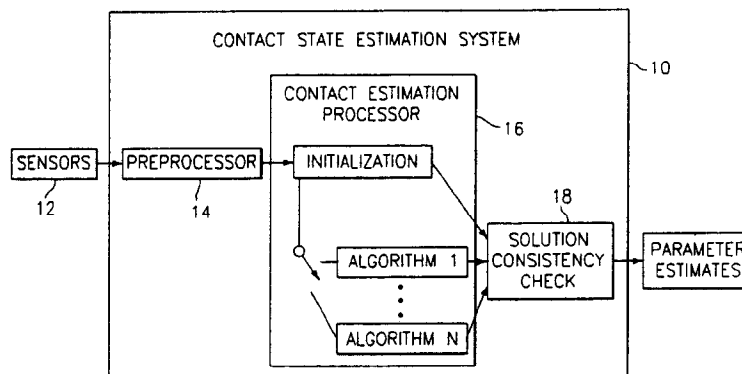 CONTACT STATE ESTIMATION SYSTEM
10
CONTACT ESTIMATION
PROCESSOR
16
SENSORS
12
PREPROCESSOR
14
INITIALIZATION
18
SOLUTION
CONSISTENCY
CHECK
PARAMETER
ESTIMATES
ALGORITHM 1
ALGORITHM N